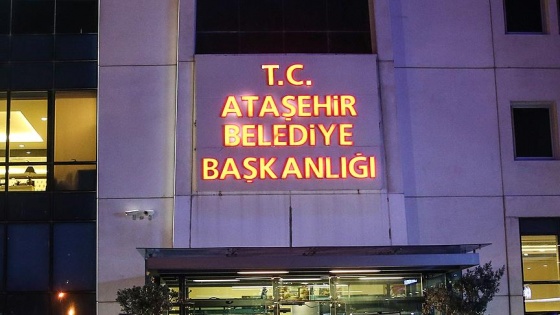 T.C.
ATAŞEHİR
BELEDİYE
BAŞKANLIĞI